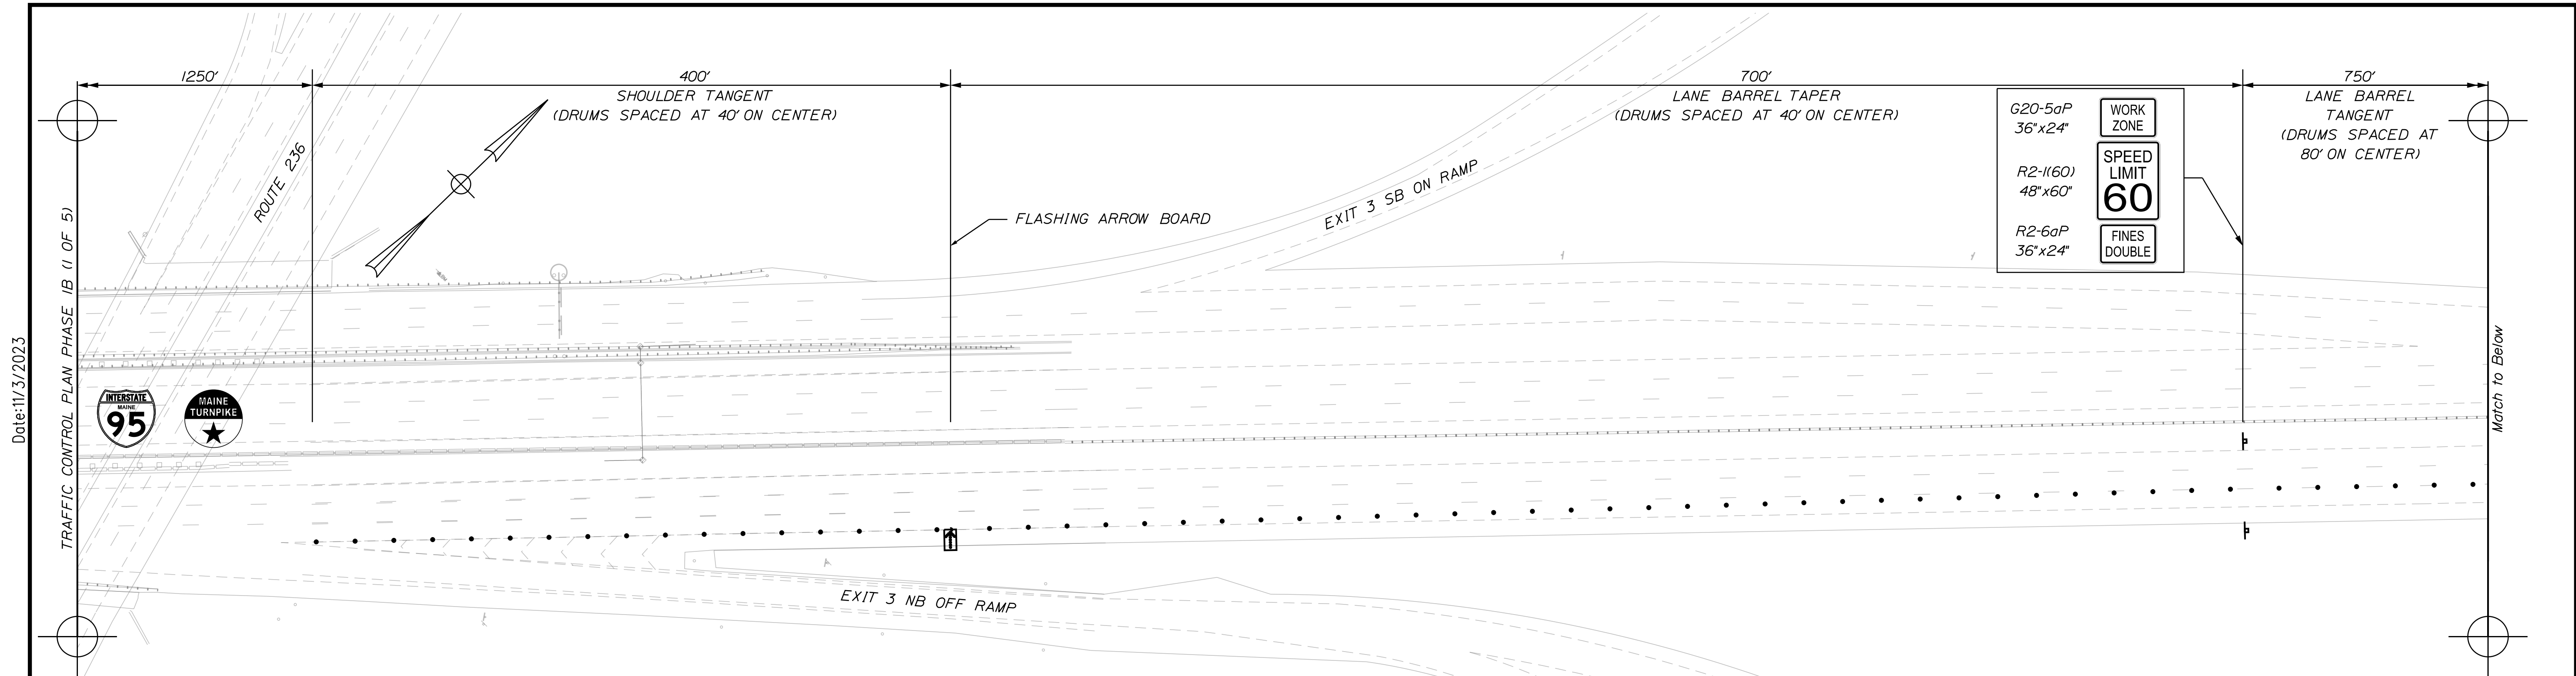 1250'
400'
SHOULDER TANGENT
(DRUMS SPACED AT 40' ON CENTER)
700'
LANE BARREL TAPER
(DRUMS SPACED AT 40' ON CENTER)
750'
LANE BARREL
TANGENT
(DRUMS SPACED AT
80' ON CENTER)
G20-5aP
36"x24"
WORK
ZONE
R2-1(60)
48"x60"
SPEED
LIMIT
60
R2-6aP
36"x24"
FINES
DOUBLE
ROUTE 236
FLASHING ARROW BOARD
EXIT 3 SB ON RAMP
Date:11/3/2023
TRAFFIC CONTROL PLAN PHASE 1B (1 OF 5)
INTERSTATE
MAINE
95
MAINE
TURNPIKE
Match to Below
EXIT 3 NB OFF RAMP